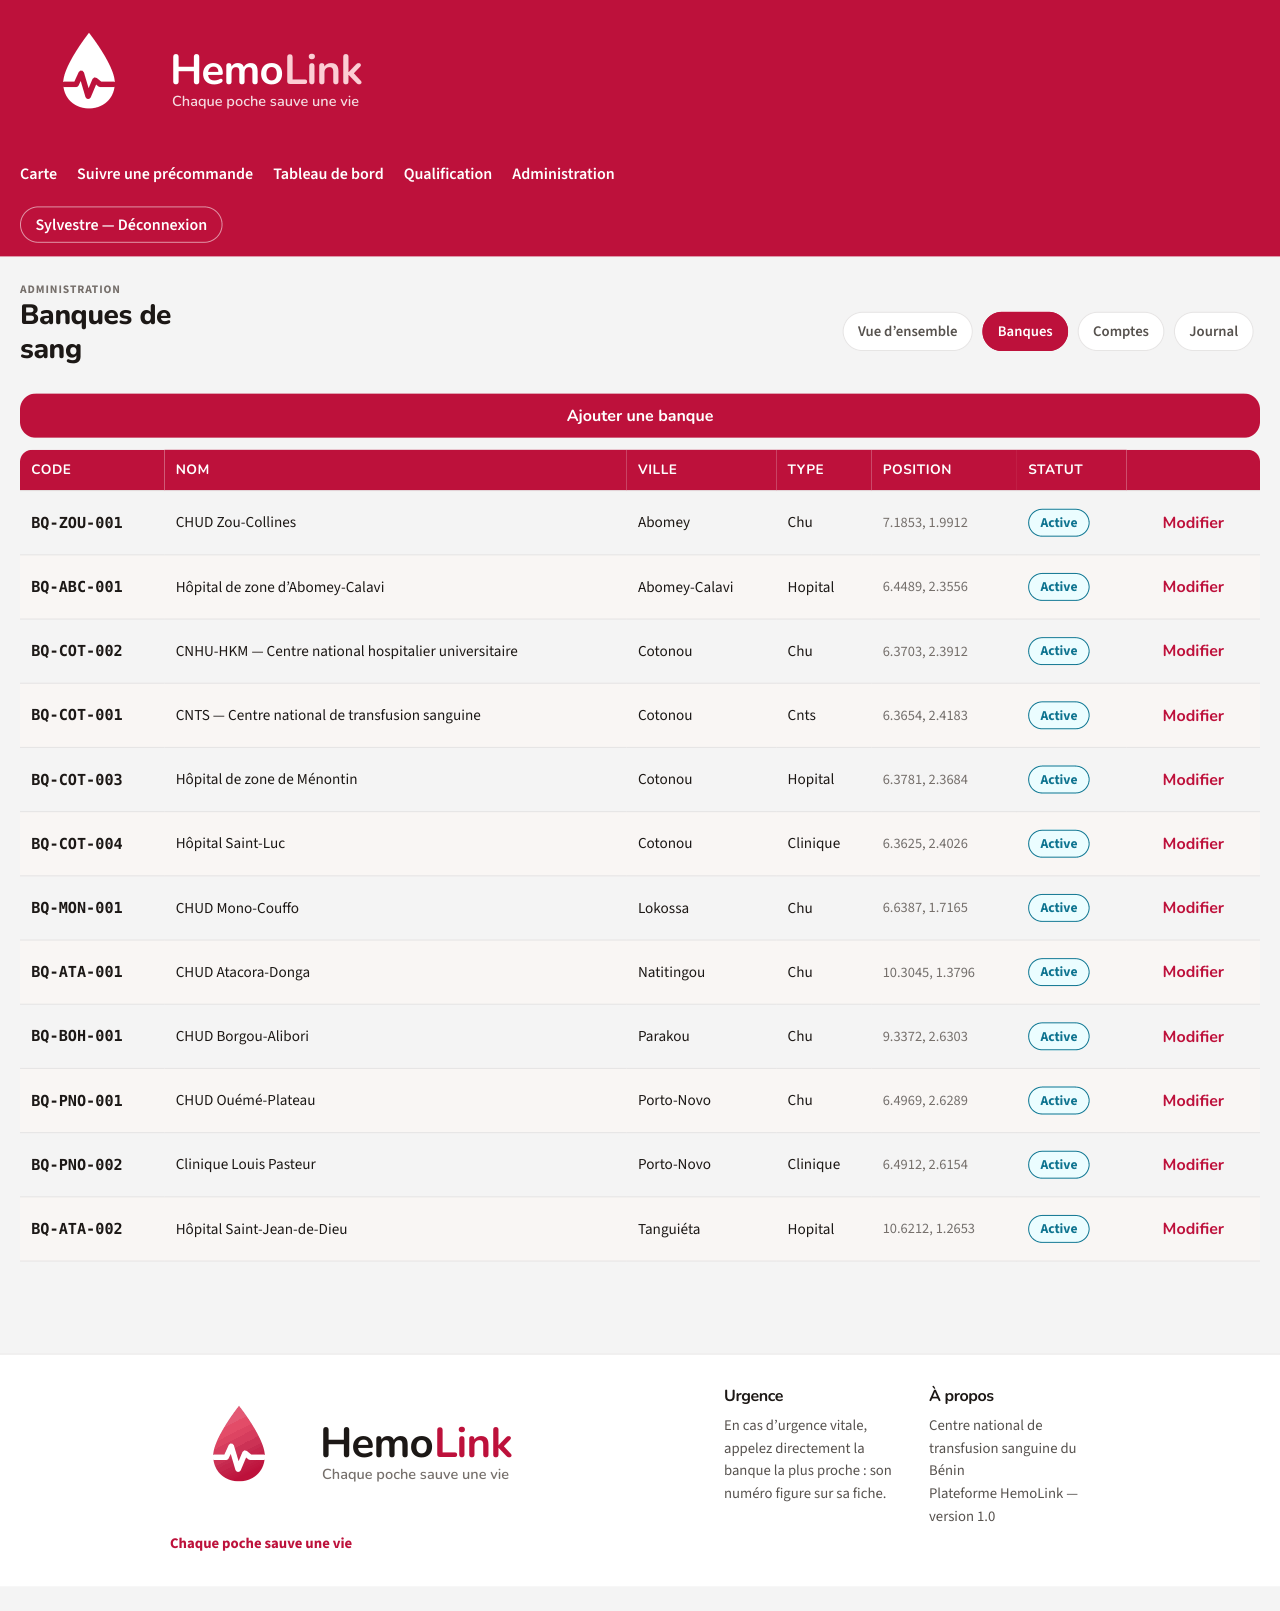 HemoLink
Chaque poche sauve une vie
Carte Suivre une précommande Tableau de bord Qualification Administration
Sylvestre — Déconnexion
ADMINISTRATION
Banques de
sang
Vue d’ensemble Banques Comptes Journal
Ajouter une banque
CODE NOM VILLE TYPE POSITION STATUT
BQ-ZOU-001 CHUD Zou-Collines Abomey Chu 7.1853, 1.9912 Active Modifier
BQ-ABC-001 Hôpital de zone d’Abomey-Calavi Abomey-Calavi Hopital 6.4489, 2.3556 Active Modifier
BQ-COT-002 CNHU-HKM — Centre national hospitalier universitaire Cotonou Chu 6.3703, 2.3912 Active Modifier
BQ-COT-001 CNTS — Centre national de transfusion sanguine Cotonou Cnts 6.3654, 2.4183 Active Modifier
BQ-COT-003 Hôpital de zone de Ménontin Cotonou Hopital 6.3781, 2.3684 Active Modifier
BQ-COT-004 Hôpital Saint-Luc Cotonou Clinique 6.3625, 2.4026 Active Modifier
BQ-MON-001 CHUD Mono-Couffo Lokossa Chu 6.6387, 1.7165 Active Modifier
BQ-ATA-001 CHUD Atacora-Donga Natitingou Chu 10.3045, 1.3796 Active Modifier
BQ-BOH-001 CHUD Borgou-Alibori Parakou Chu 9.3372, 2.6303 Active Modifier
BQ-PNO-001 CHUD Ouémé-Plateau Porto-Novo Chu 6.4969, 2.6289 Active Modifier
BQ-PNO-002 Clinique Louis Pasteur Porto-Novo Clinique 6.4912, 2.6154 Active Modifier
BQ-ATA-002 Hôpital Saint-Jean-de-Dieu Tanguiéta Hopital 10.6212, 1.2653 Active Modifier
HemoLink
Chaque poche sauve une vie
Chaque poche sauve une vie
Urgence
En cas d’urgence vitale,
appelez directement la
banque la plus proche : son
numéro figure sur sa fiche.
À propos
Centre national de
transfusion sanguine du
Bénin
Plateforme HemoLink —
version 1.0